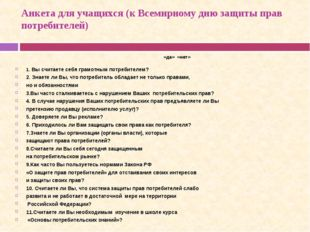 Анкета для учащихся (к Всемирному дню защиты прав
потребителей)
«да» «нет»
1. Вы считаете себя грамотным потребителем?
2. Знаете ли Вы, что потребитель обладает не только правами,
но и обязанностями
3.Вы часто сталкиваетесь с нарушением Ваших потребительских прав?
4. В случае нарушения Ваших потребительских прав предъявляете ли Вы
претензию продавцу (исполнителю услуг)?
5. Доверяете ли Вы рекламе?
6. Приходилось ли Вам защищать свои права как потребителя?
7.Знаете ли Вы организации (органы власти), которые
защищают права потребителей?
8.Считаете ли Вы себя сегодня защищенным
на потребительском рынке?
9.Как часто Вы пользуетесь нормами Закона РФ
«О защите прав потребителей» для отстаивания своих интересов
и защиты своих прав?
10. Считаете ли Вы, что система защиты прав потребителей слабо
развита и не работает в достаточной мере на территории
Российской Федерации?
11.Считаете ли Вы необходимым изучение в школе курса
«Основы потребительских знаний»?